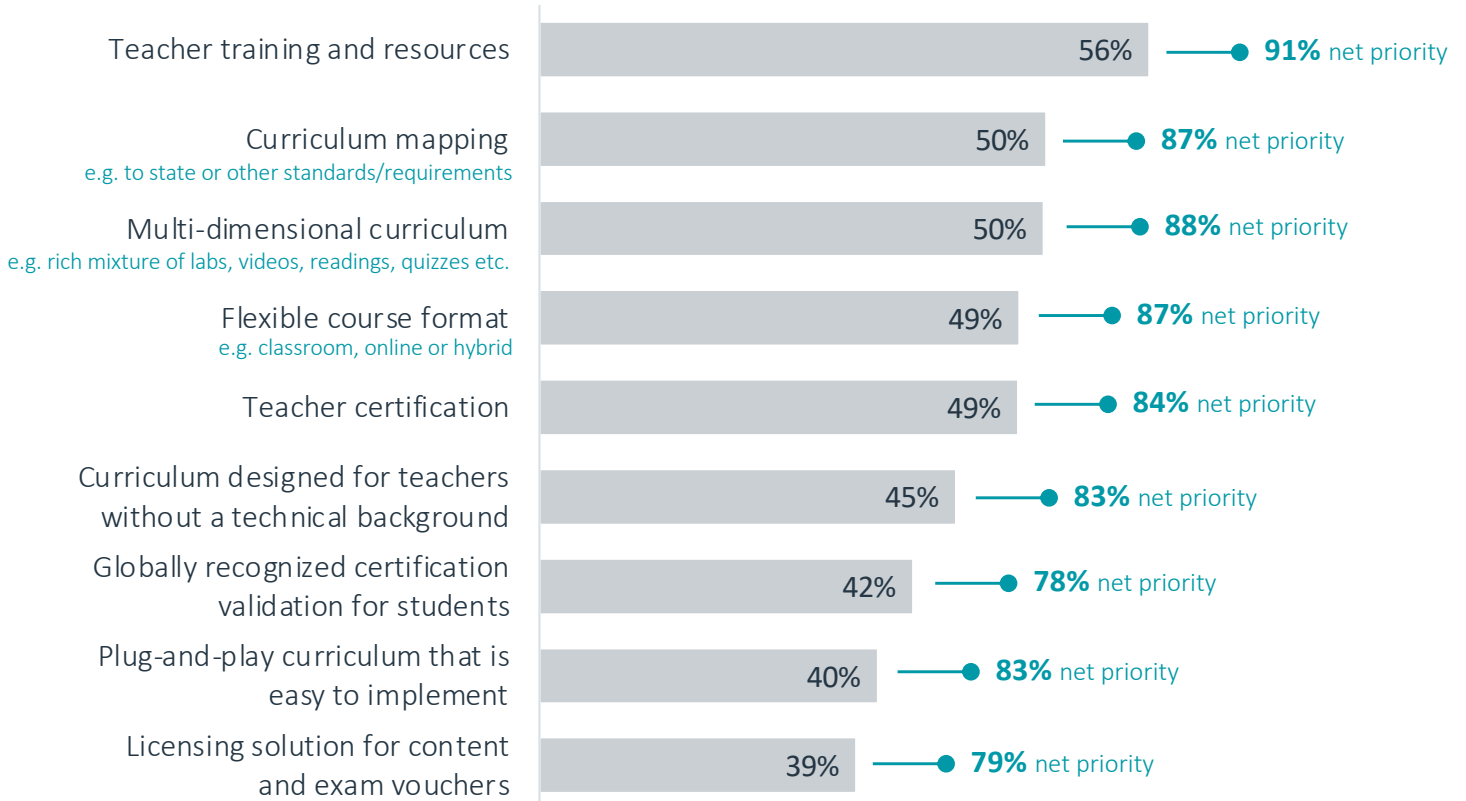 Teacher training and resources
56%
91% net priority
Curriculum mapping
e.g. to state or other standards/requirements
50%
87% net priority
Multi-dimensional curriculum
e.g. rich mixture of labs, videos, readings, quizzes etc.
50%
88% net priority
Flexible course format
e.g. classroom, online or hybrid
49%
87% net priority
Teacher certification
49%
84% net priority
Curriculum designed for teachers
without a technical background
45%
83% net priority
Globally recognized certification
validation for students
42%
78% net priority
Plug-and-play curriculum that is
easy to implement
40%
83% net priority
Licensing solution for content
and exam vouchers
39%
79% net priority